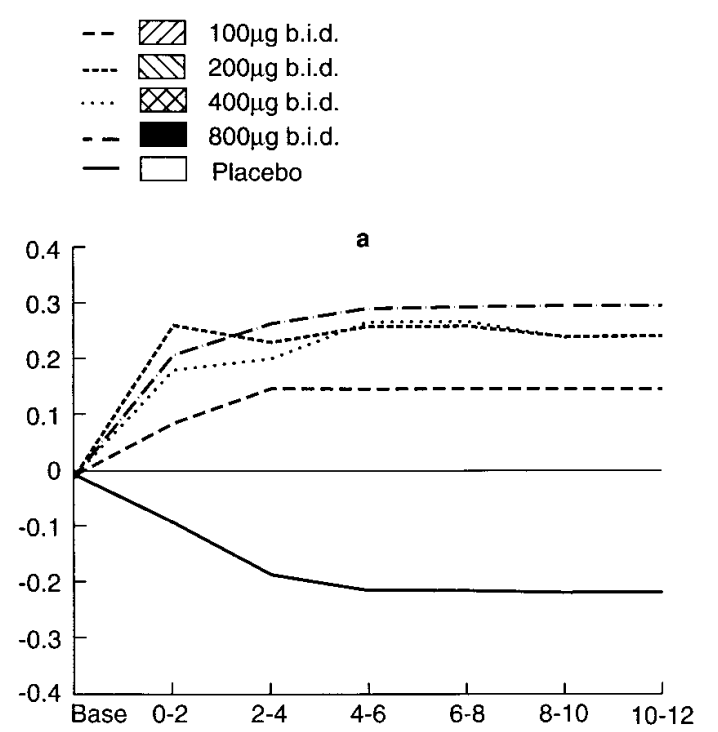 100μg b.i.d.
200μg b.i.d.
400μg b.i.d.
800μg b.i.d.
Placebo
a
0.4
0.3
0.2
0.1
0
-0.1
-0.2
-0.3
-0.4
Base 0-2 2-4 4-6 6-8 8-10 10-12